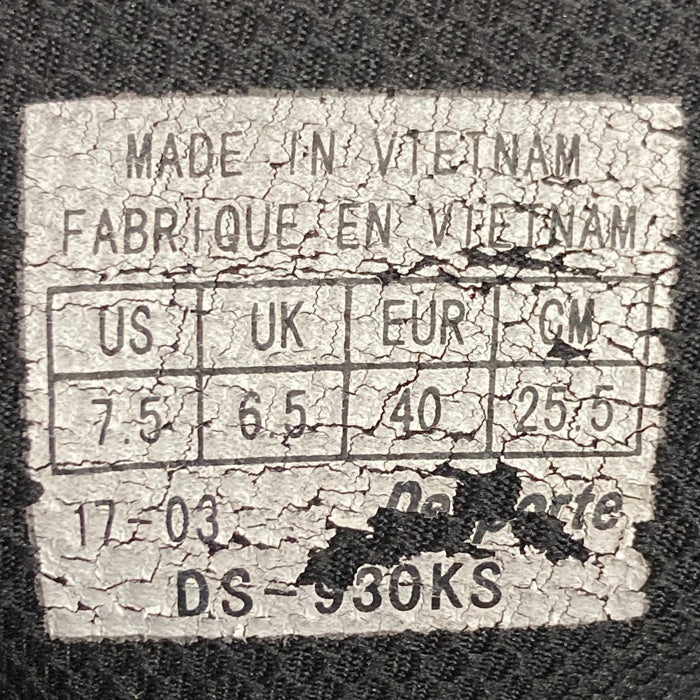 MADE IN VIETNAM
FABRIQUE EN VIETNAM
US UK EUR CM
7.5 6.5 40 25.5
17-03
DS-930KS